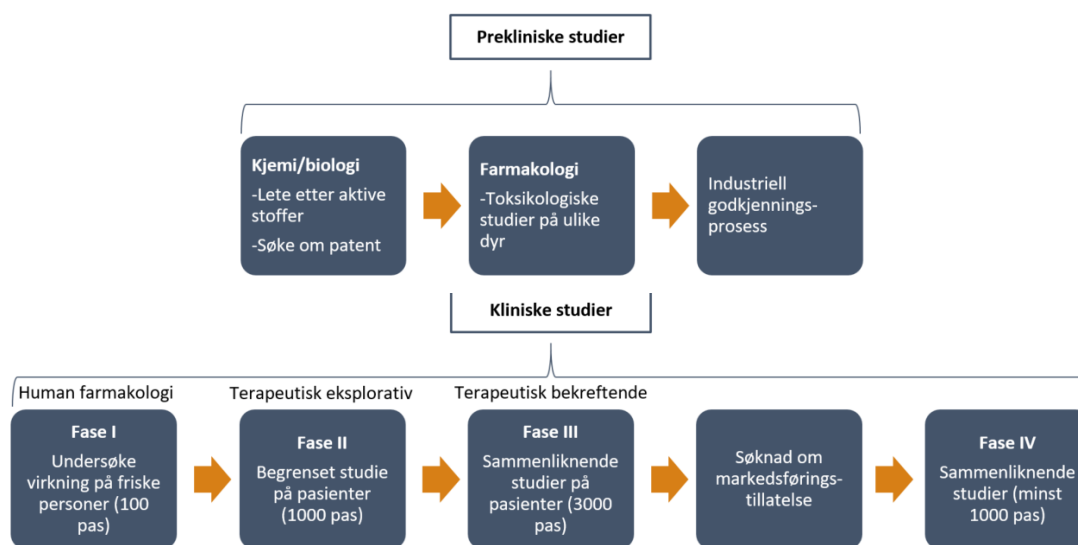 Prekliniske studier
Kjemi/biologi
-Lete etter aktive
stoffer
-Søke om patent
Farmakologi
-Toksikologiske
studier på ulike
dyr
Industriell
godkjennings-
prosess
Kliniske studier
Human farmakologi
Terapeutisk eksplorativ
Terapeutisk bekreftende
Fase I
Undersøke
virkning på friske
personer (100
pas)
Fase II
Begrenset studie
på pasienter
(1000 pas)
Fase III
Sammenliknende
studier på
pasienter (3000
pas)
Søknad om
markedsførings-
tillatelse
Fase IV
Sammenliknende
studier (minst
1000 pas)